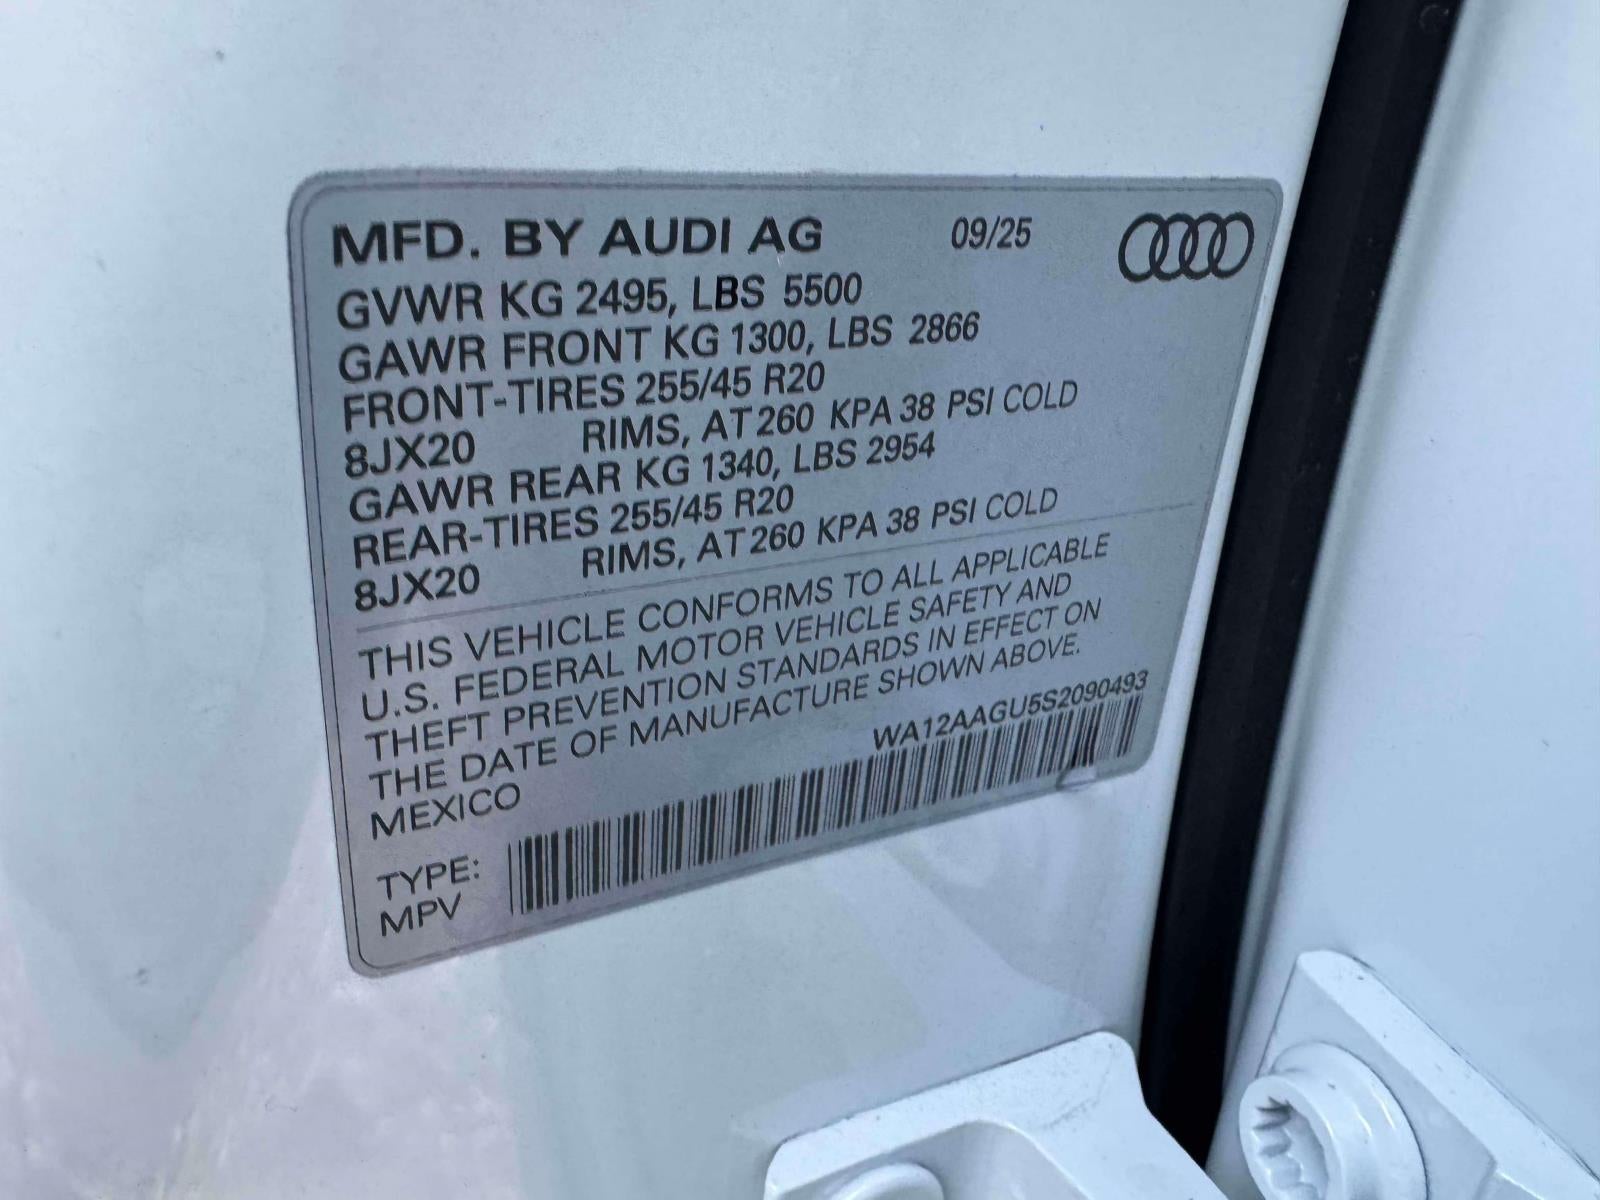 MFD. BY AUDI AG 09/25
GVWR KG 2495, LBS 5500
GAWR FRONT KG 1300, LBS 2866
FRONT-TIRES 255/45 R20
8JX20 RIMS, AT 260 KPA 38 PSI COLD
GAWR REAR KG 1340, LBS 2954
REAR-TIRES 255/45 R20
8JX20 RIMS, AT 260 KPA 38 PSI COLD
THIS VEHICLE CONFORMS TO ALL APPLICABLE
U.S. FEDERAL MOTOR VEHICLE SAFETY AND
THEFT PREVENTION STANDARDS IN EFFECT ON
THE DATE OF MANUFACTURE SHOWN ABOVE.
MEXICO WA12AAGU5S2090493
TYPE:
MPV